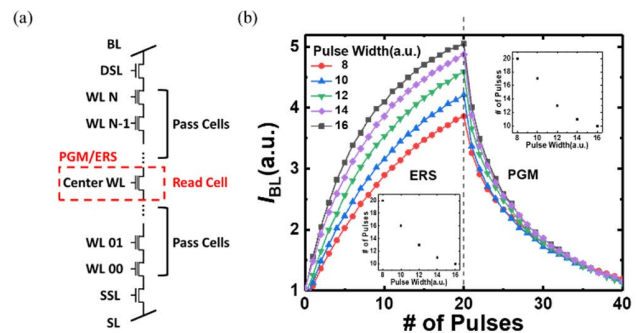 (a)
BL
DSL
WL N
WL N-1
Pass Cells
PGM/ERS
Center WL
Read Cell
Pass Cells
WL 01
WL 00
SSL
SL
(b)
I_BL(a.u.)
5
4
3
2
1
Pulse Width(a.u.)
8
10
12
14
16
ERS
PGM
# of Pulses
20
18
16
14
12
10
8 10 12 14 16
Pulse Width(a.u.)
# of Pulses
20
18
16
14
12
10
8 10 12 14 16
Pulse Width(a.u.)
0 10 20 30 40
# of Pulses